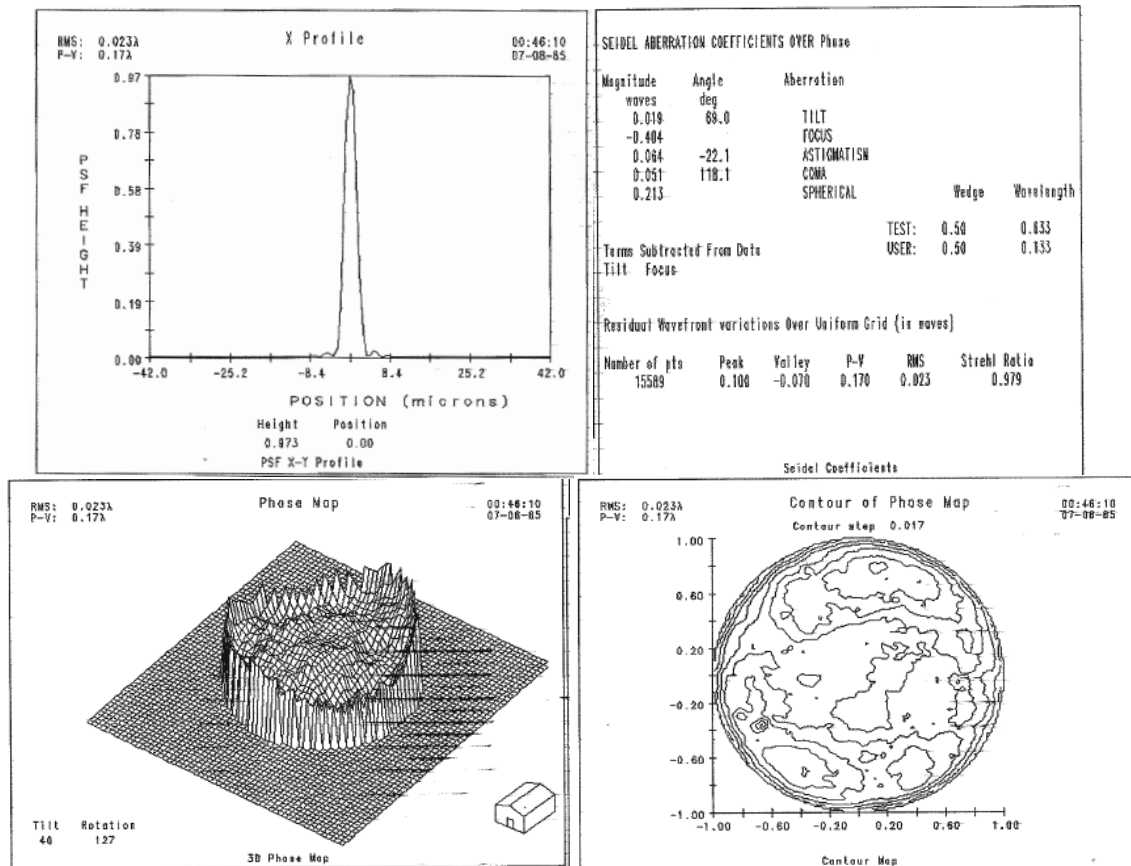 RMS: 0.023λ
P-V: 0.17λ
X Profile
00:46:10
07-08-85
0.97
0.78
0.58
0.39
0.19
0.00
PSF HEIGHT
-42.0 -25.2 -8.4 8.4 25.2 42.0
POSITION (microns)
Height Position
0.973 0.00
PSF X-Y Profile
SEIDEL ABERRATION COEFFICIENTS OVER Phase
Magnitude Angle Aberration
waves deg
0.019 69.0 TILT
-0.404 FOCUS
0.064 -22.1 ASTIGMATISM
0.051 118.1 COMA
0.213 SPHERICAL
Wedge Wavelength
TEST: 0.50 0.633
USER: 0.50
Terms Subtracted From Data
Tilt Focus
Residual Wavefront variations Over Uniform Grid (in waves)
Number of pts Peak Valley P-V RMS Strehl Ratio
15589 0.100 -0.070 0.170 0.023 0.979
Seidel Coefficients
RMS: 0.023λ
P-V: 0.17λ
Phase Map
00:46:10
07-08-85
Tilt Rotation
40 127
3D Phase Map
RMS: 0.023λ
P-V: 0.17λ
Contour of Phase Map
00:46:10
07-08-85
Contour step 0.017
1.00
0.60
0.20
-0.20
-0.60
-1.00
-1.00 -0.60 -0.20 0.20 0.60 1.00
Contour Map